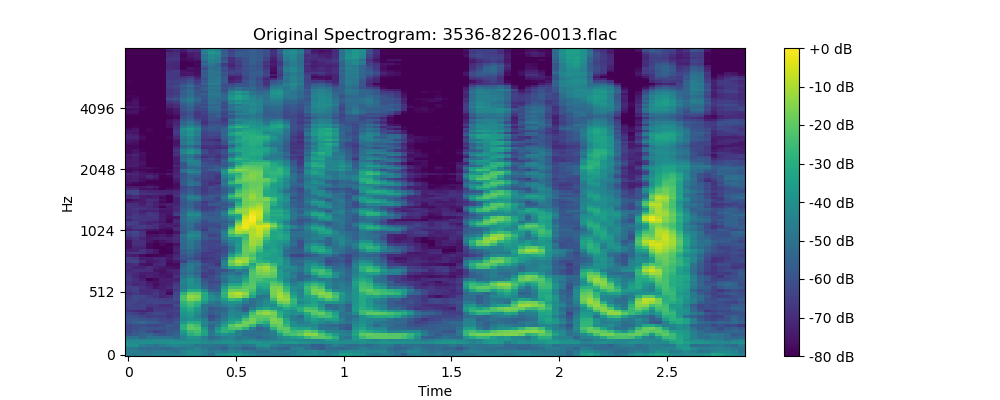 Original Spectrogram: 3536-8226-0013.flac
+0 dB
4096
-10 dB
-20 dB
2048
-30 dB
Hz
-40 dB
1024
-50 dB
512
-60 dB
-70 dB
0
-80 dB
0 0.5 1 1.5 2 2.5
Time